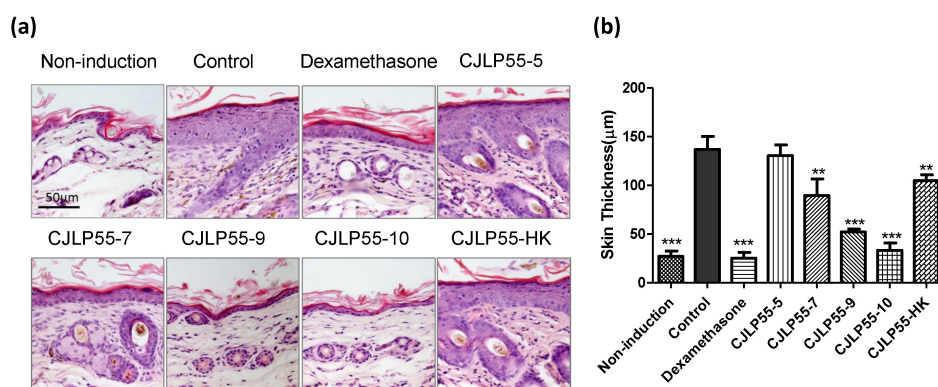 (a)
Non-induction Control Dexamethasone CJLP55-5
50μm
CJLP55-7 CJLP55-9 CJLP55-10 CJLP55-HK
(b)
Skin Thickness(μm)
200
150
100
50
0
***
***
**
***
***
**
Non-induction
Control
Dexamethasone
CJLP55-5
CJLP55-7
CJLP55-9
CJLP55-10
CJLP55-HK